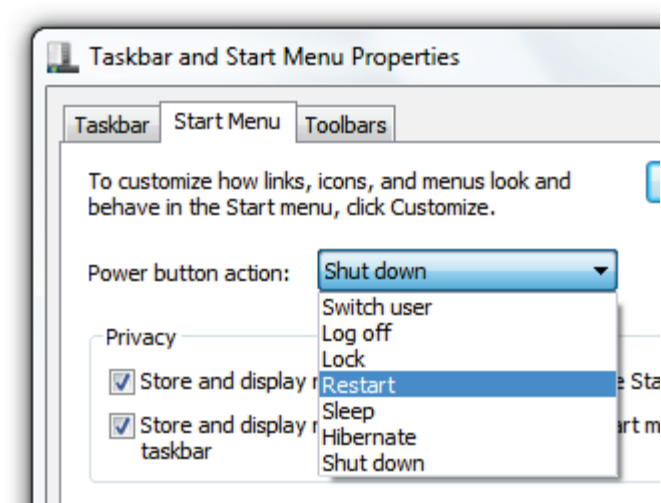 Taskbar and Start Menu Properties
Taskbar Start Menu Toolbars
To customize how links, icons, and menus look and
behave in the Start menu, click Customize.
Power button action: Shut down
Switch user
Privacy Log off
Lock
Store and display Restart
Sleep
Store and display
taskbar Hibernate
Shut down